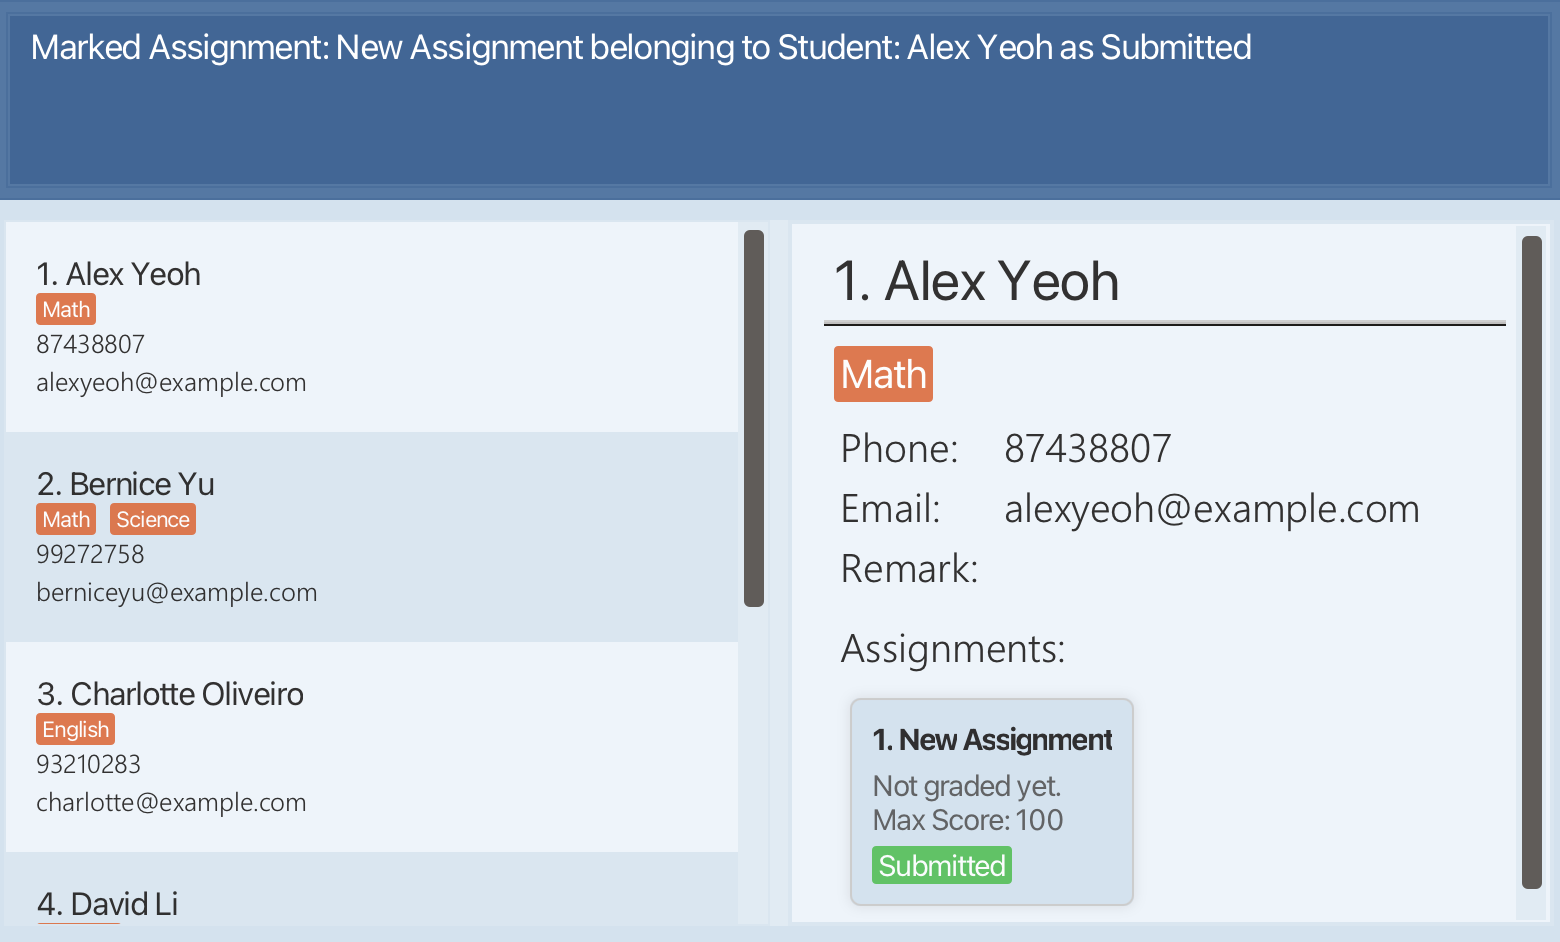 Marked Assignment: New Assignment belonging to Student: Alex Yeoh as Submitted
1. Alex Yeoh
Math
87438807
alexyeoh@example.com
2. Bernice Yu
Math Science
99272758
berniceyu@example.com
3. Charlotte Oliveiro
English
93210283
charlotte@example.com
4. David Li
1. Alex Yeoh
Math
Phone: 87438807
Email: alexyeoh@example.com
Remark:
Assignments:
1. New Assignment
Not graded yet.
Max Score: 100
Submitted